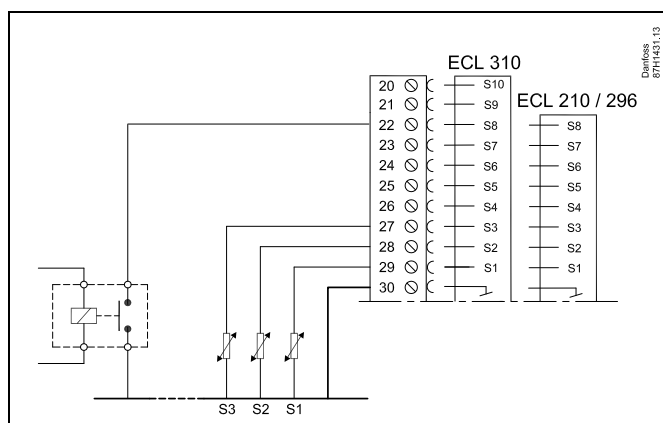 Danfoss
87H1431.13
ECL 310
ECL 210 / 296
20 S10
21 S9
22 S8 S8
23 S7 S7
24 S6 S6
25 S5 S5
26 S4 S4
27 S3 S3
28 S2 S2
29 S1 S1
30
S3 S2 S1